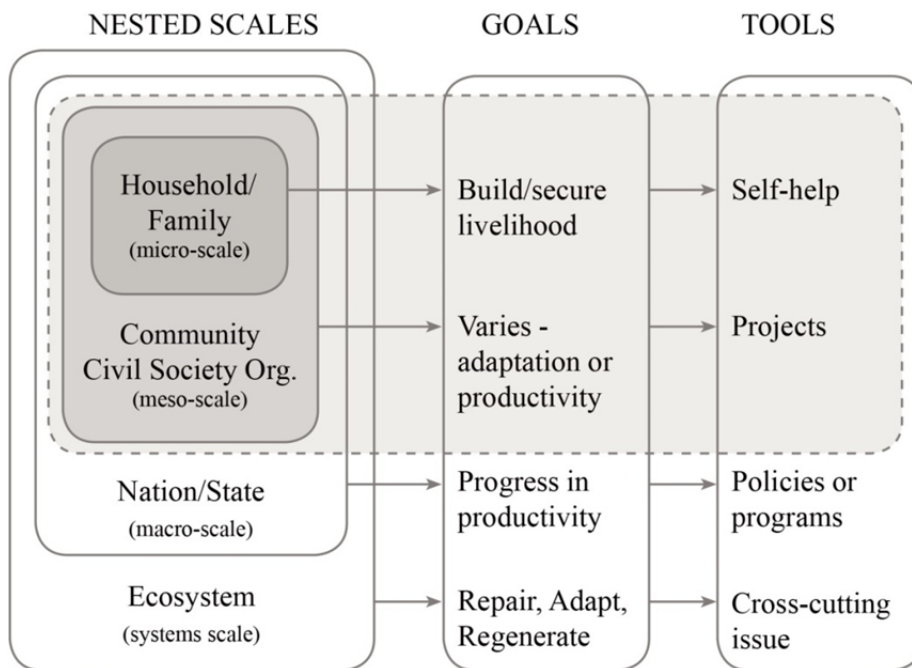 NESTED SCALES
GOALS
TOOLS
Household/
Family
(micro-scale)
Build/secure
livelihood
Self-help
Community
Civil Society Org.
(meso-scale)
Varies -
adaptation or
productivity
Projects
Nation/State
(macro-scale)
Progress in
productivity
Policies or
programs
Ecosystem
(systems scale)
Repair, Adapt,
Regenerate
Cross-cutting
issue